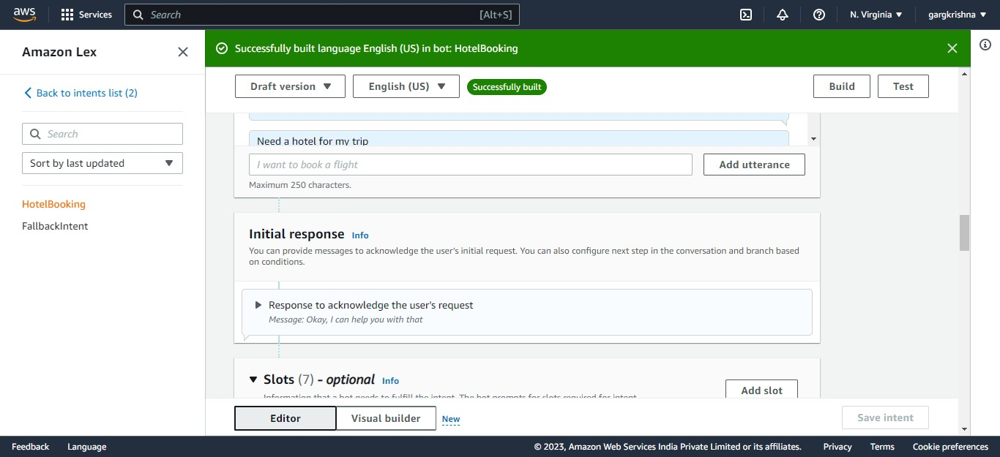 aws
Services
Search
[Alt+S]
N. Virginia
gargkrishna
Amazon Lex
Successfully built language English (US) in bot: HotelBooking
Back to intents list (2)
Draft version
English (US)
Successfully built
Build
Test
Search
Sort by last updated
Need a hotel for my trip
I want to book a flight
Add utterance
Maximum 250 characters.
HotelBooking
FallbackIntent
Initial response Info
You can provide messages to acknowledge the user's initial request. You can also configure next step in the conversation and branch based
on conditions.
Response to acknowledge the user's request
Message: Okay, I can help you with that
Slots (7) - optional Info
Add slot
Information that a bot needs to fulfill the intent. The bot prompts for slots required for intent
Editor
Visual builder
New
Save intent
Feedback
Language
© 2023, Amazon Web Services India Private Limited or its affiliates.
Privacy
Terms
Cookie preferences